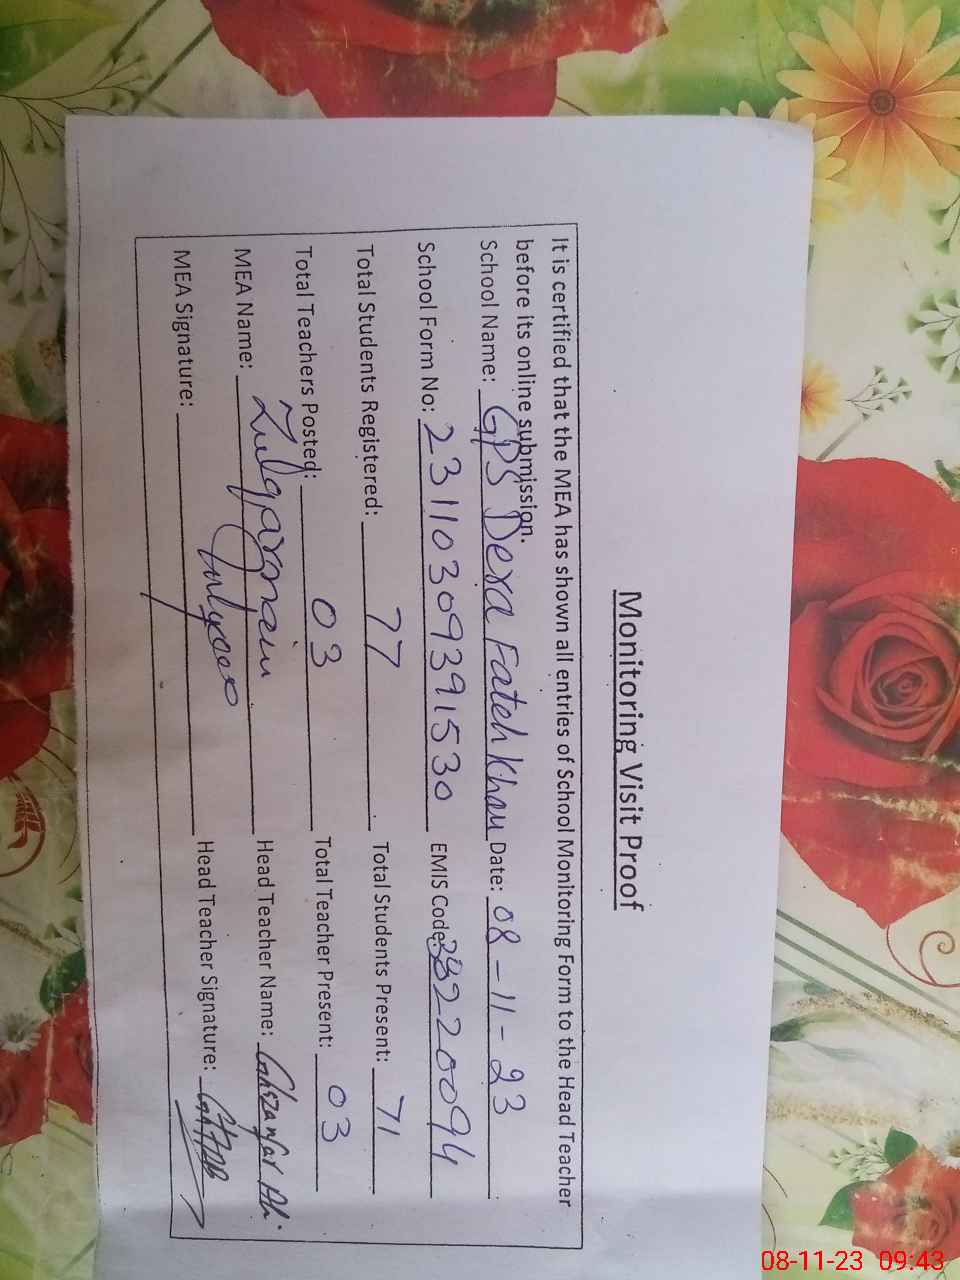 Monitoring Visit Proof
It is certified that the MEA has shown all entries of School Monitoring Form to the Head Teacher
before its online submission.
School Name: GPS Dera Fateh Khan Date: 08-11-23
School Form No: 23110309391530 EMIS Code: 38220094
Total Students Registered: 77 Total Students Present: 71
Total Teachers Posted: 03 Total Teacher Present: 03
MEA Name: Zulqarnain Head Teacher Name: Ghazanfar Ali
MEA Signature: Head Teacher Signature:
08-11-23 09:43